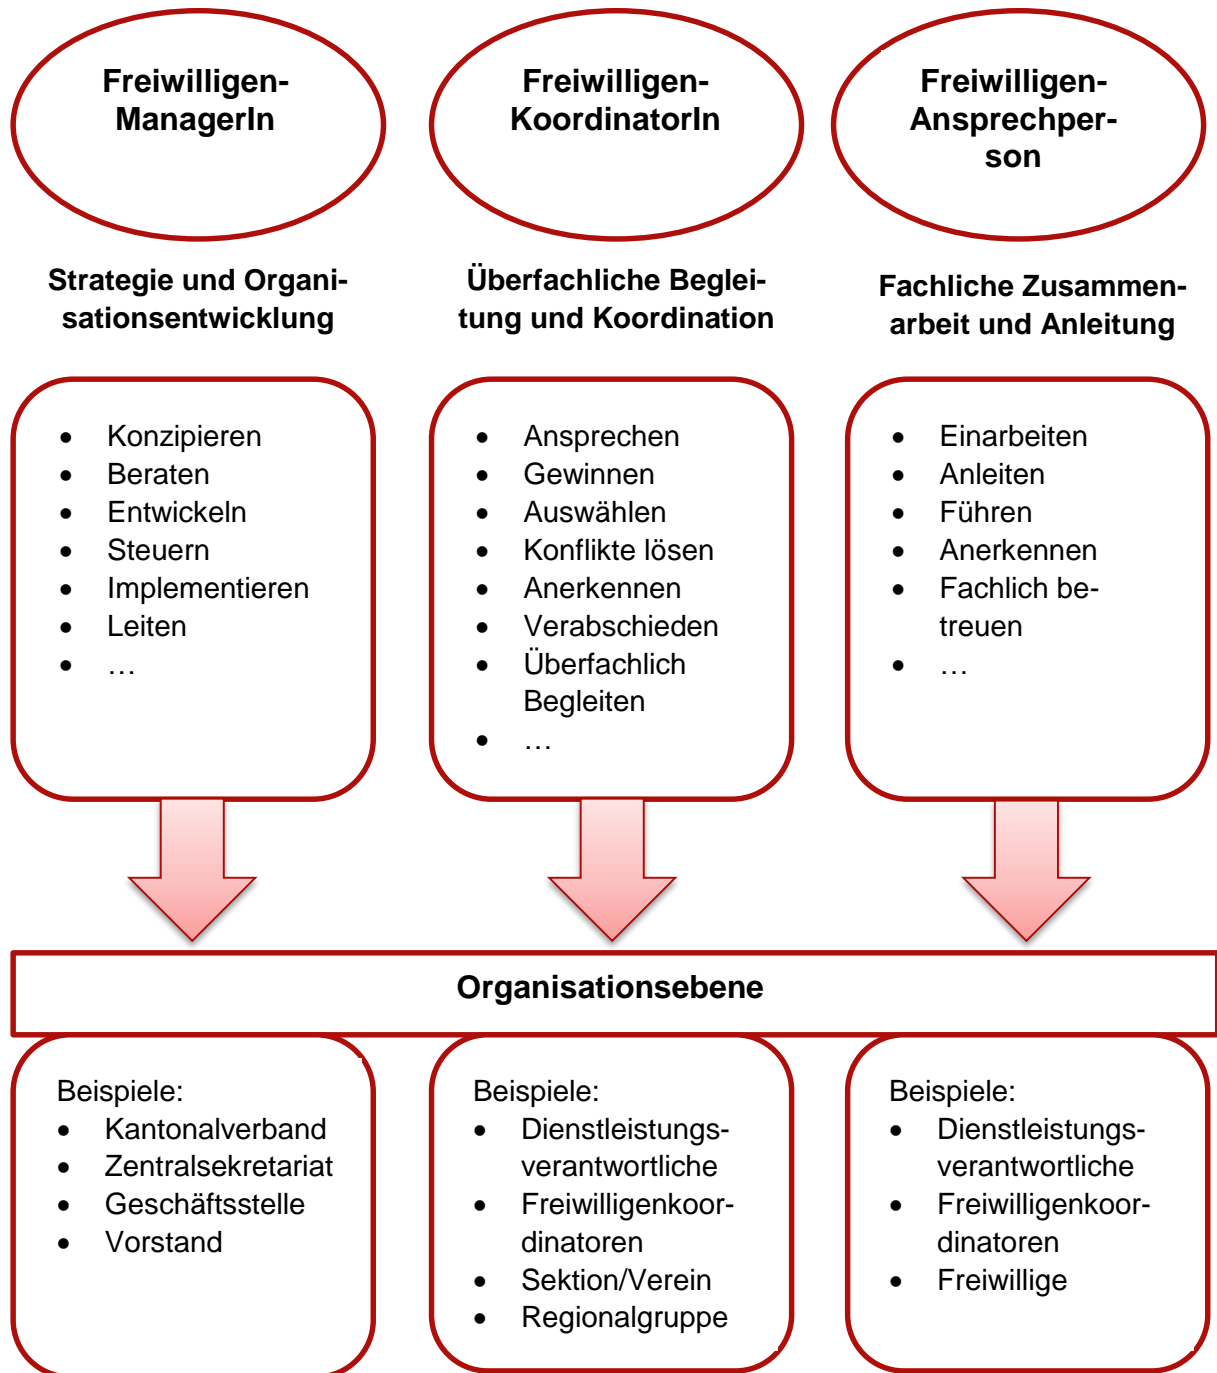 Freiwilligen-
ManagerIn
Freiwilligen-
KoordinatorIn
Freiwilligen-
Ansprechper-
son
Strategie und Organi-
sationsentwicklung
Überfachliche Beglei-
tung und Koordination
Fachliche Zusammen-
arbeit und Anleitung
• Konzipieren
• Beraten
• Entwickeln
• Steuern
• Implementieren
• Leiten
• …
• Ansprechen
• Gewinnen
• Auswählen
• Konflikte lösen
• Anerkennen
• Verabschieden
• Überfachlich
Begleiten
• …
• Einarbeiten
• Anleiten
• Führen
• Anerkennen
• Fachlich be-
treuen
• …
Organisationsebene
Beispiele:
• Kantonalverband
• Zentralsekretariat
• Geschäftsstelle
• Vorstand
Beispiele:
• Dienstleistungs-
verantwortliche
• Freiwilligenkoor-
dinatoren
• Sektion/Verein
• Regionalgruppe
Beispiele:
• Dienstleistungs-
verantwortliche
• Freiwilligenkoor-
dinatoren
• Freiwillige